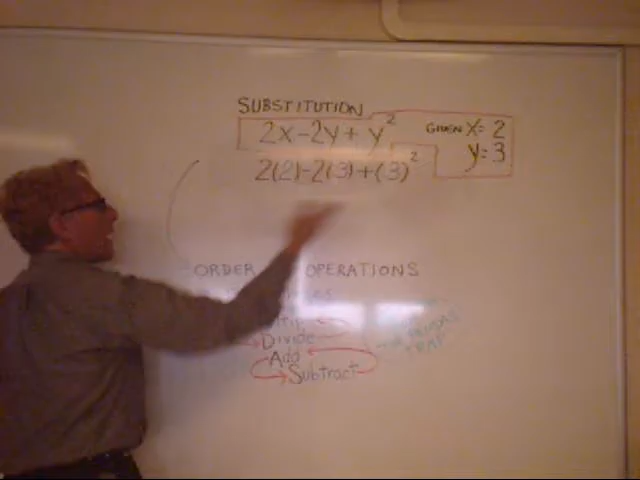 SUBSTITUTION
2x-2y+y² GIVEN x=2
y=3
2(2)-2(3)+(3)²
ORDER OPERATIONS
Divide
Add
Subtract